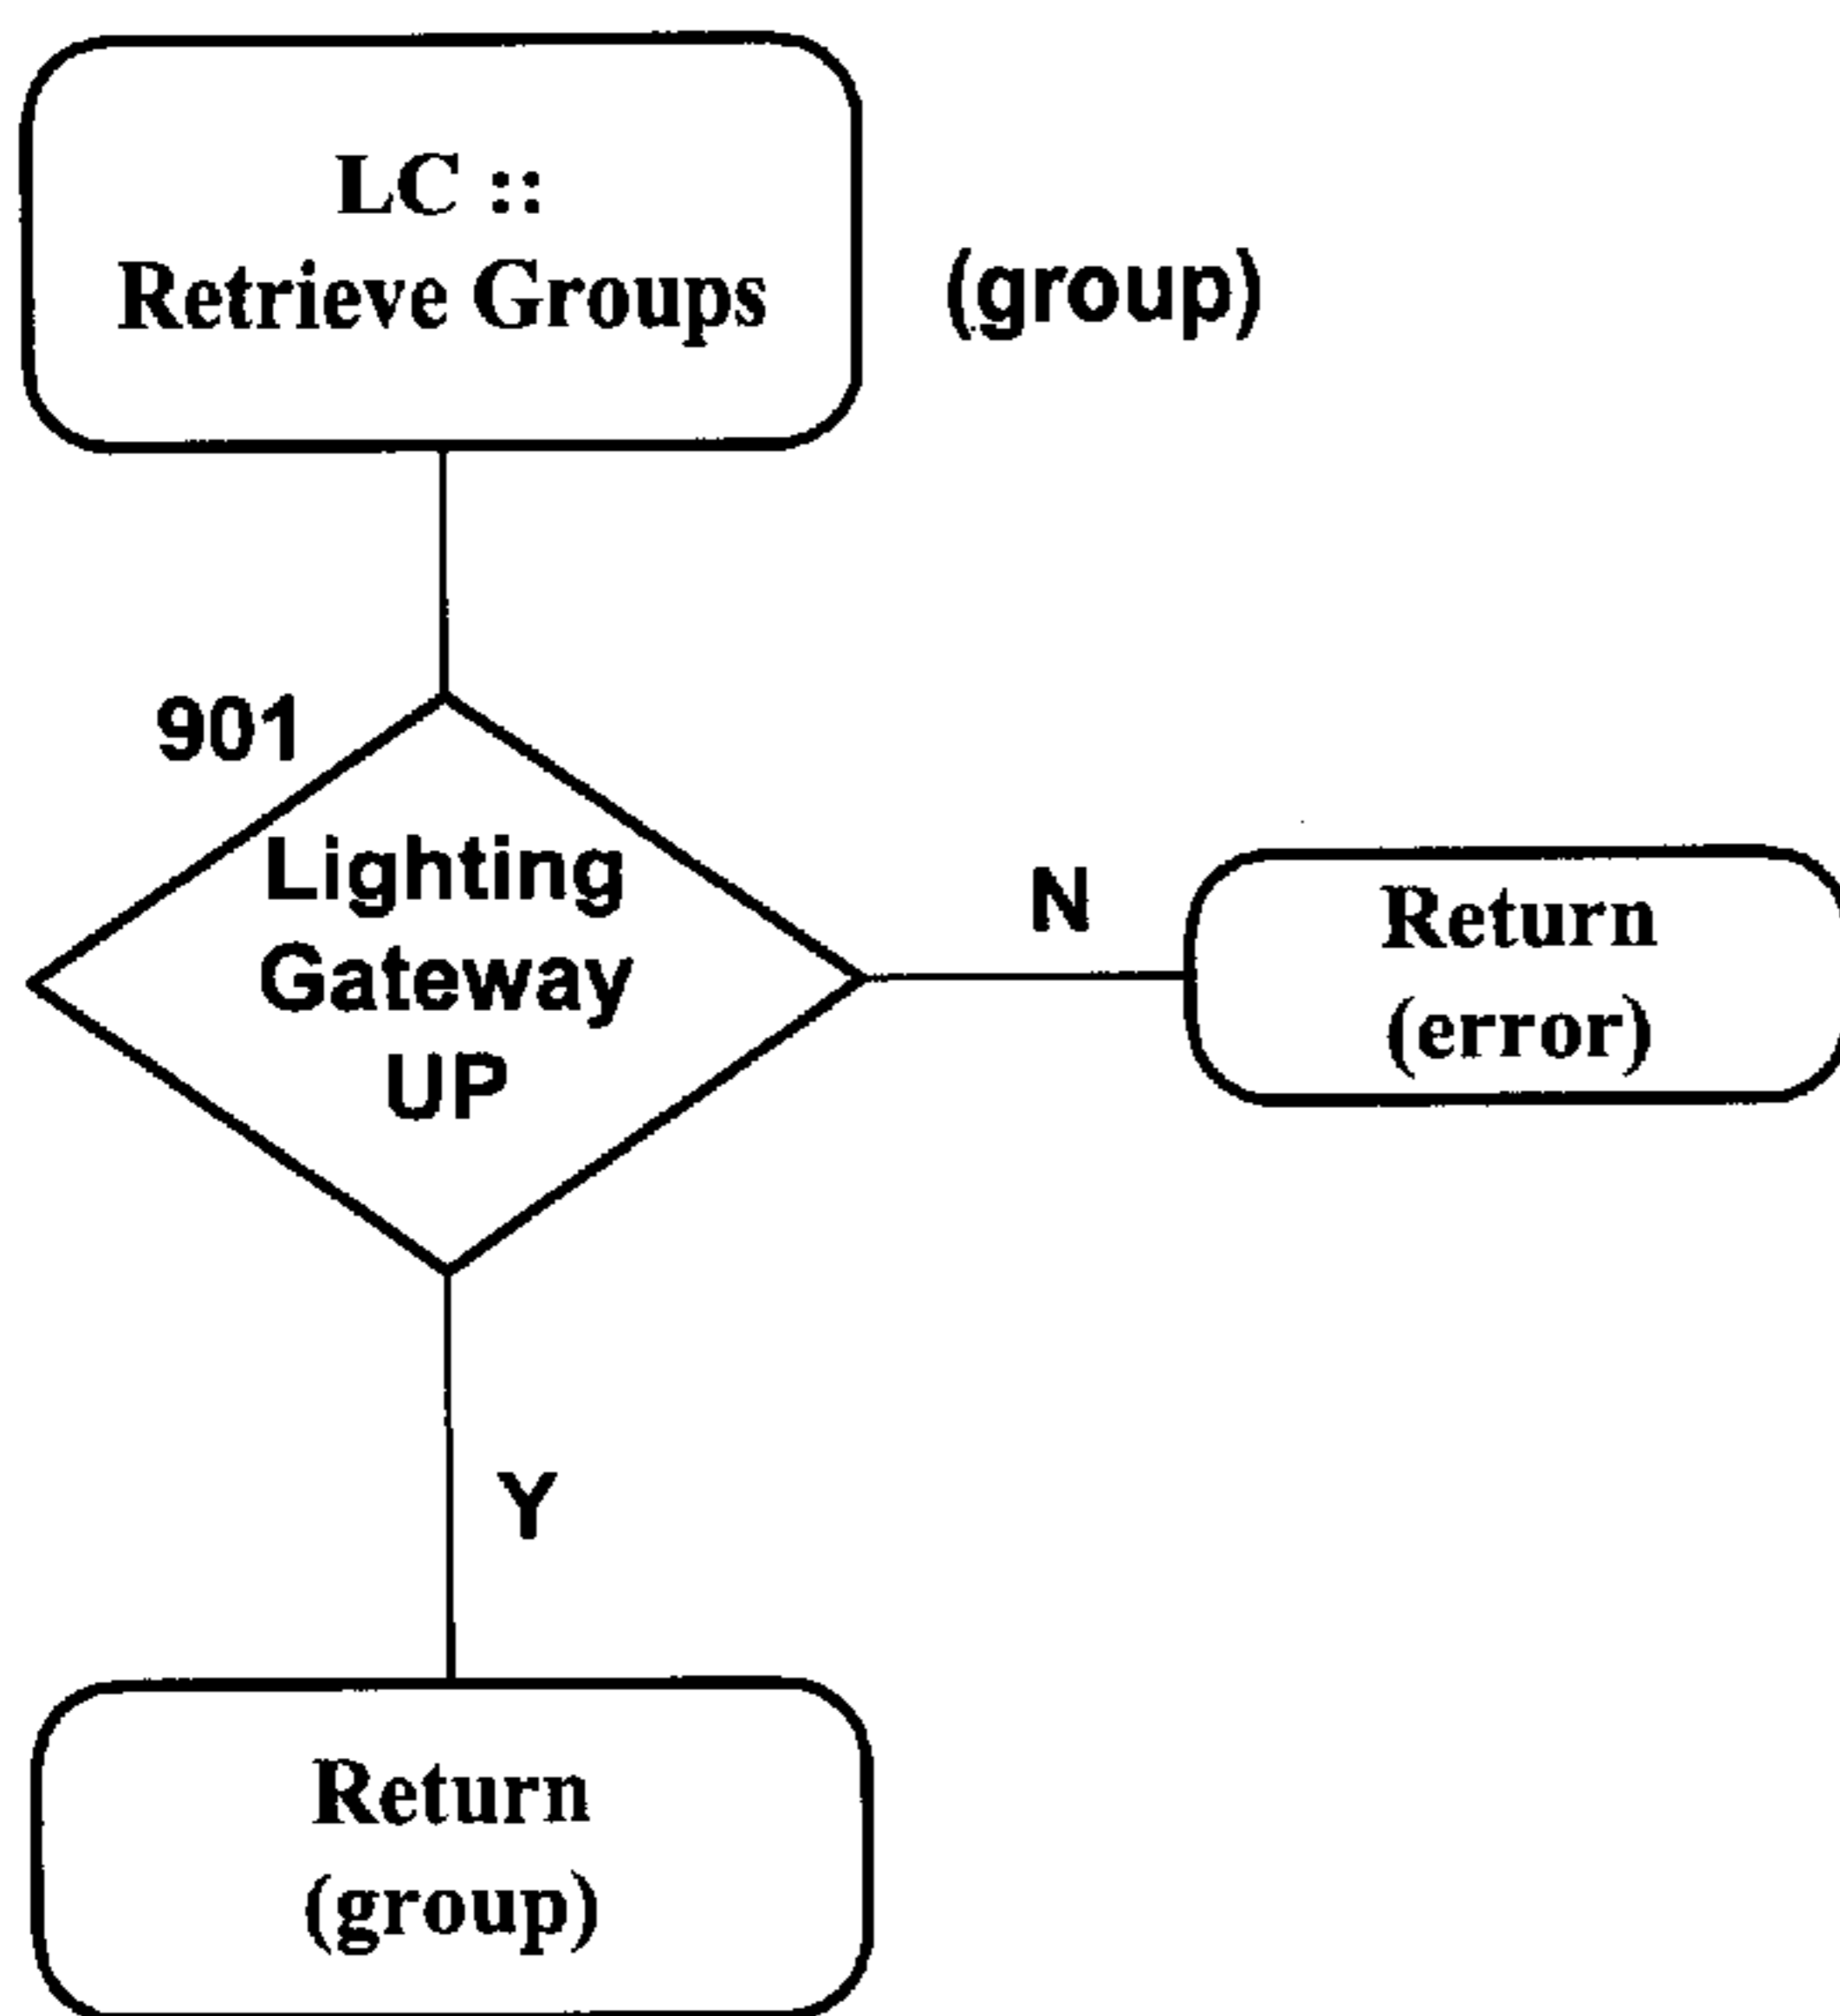 LC ::
Retrieve Groups
(group)
901
Lighting
Gateway
UP
N
Return
(error)
Y
Return
(group)